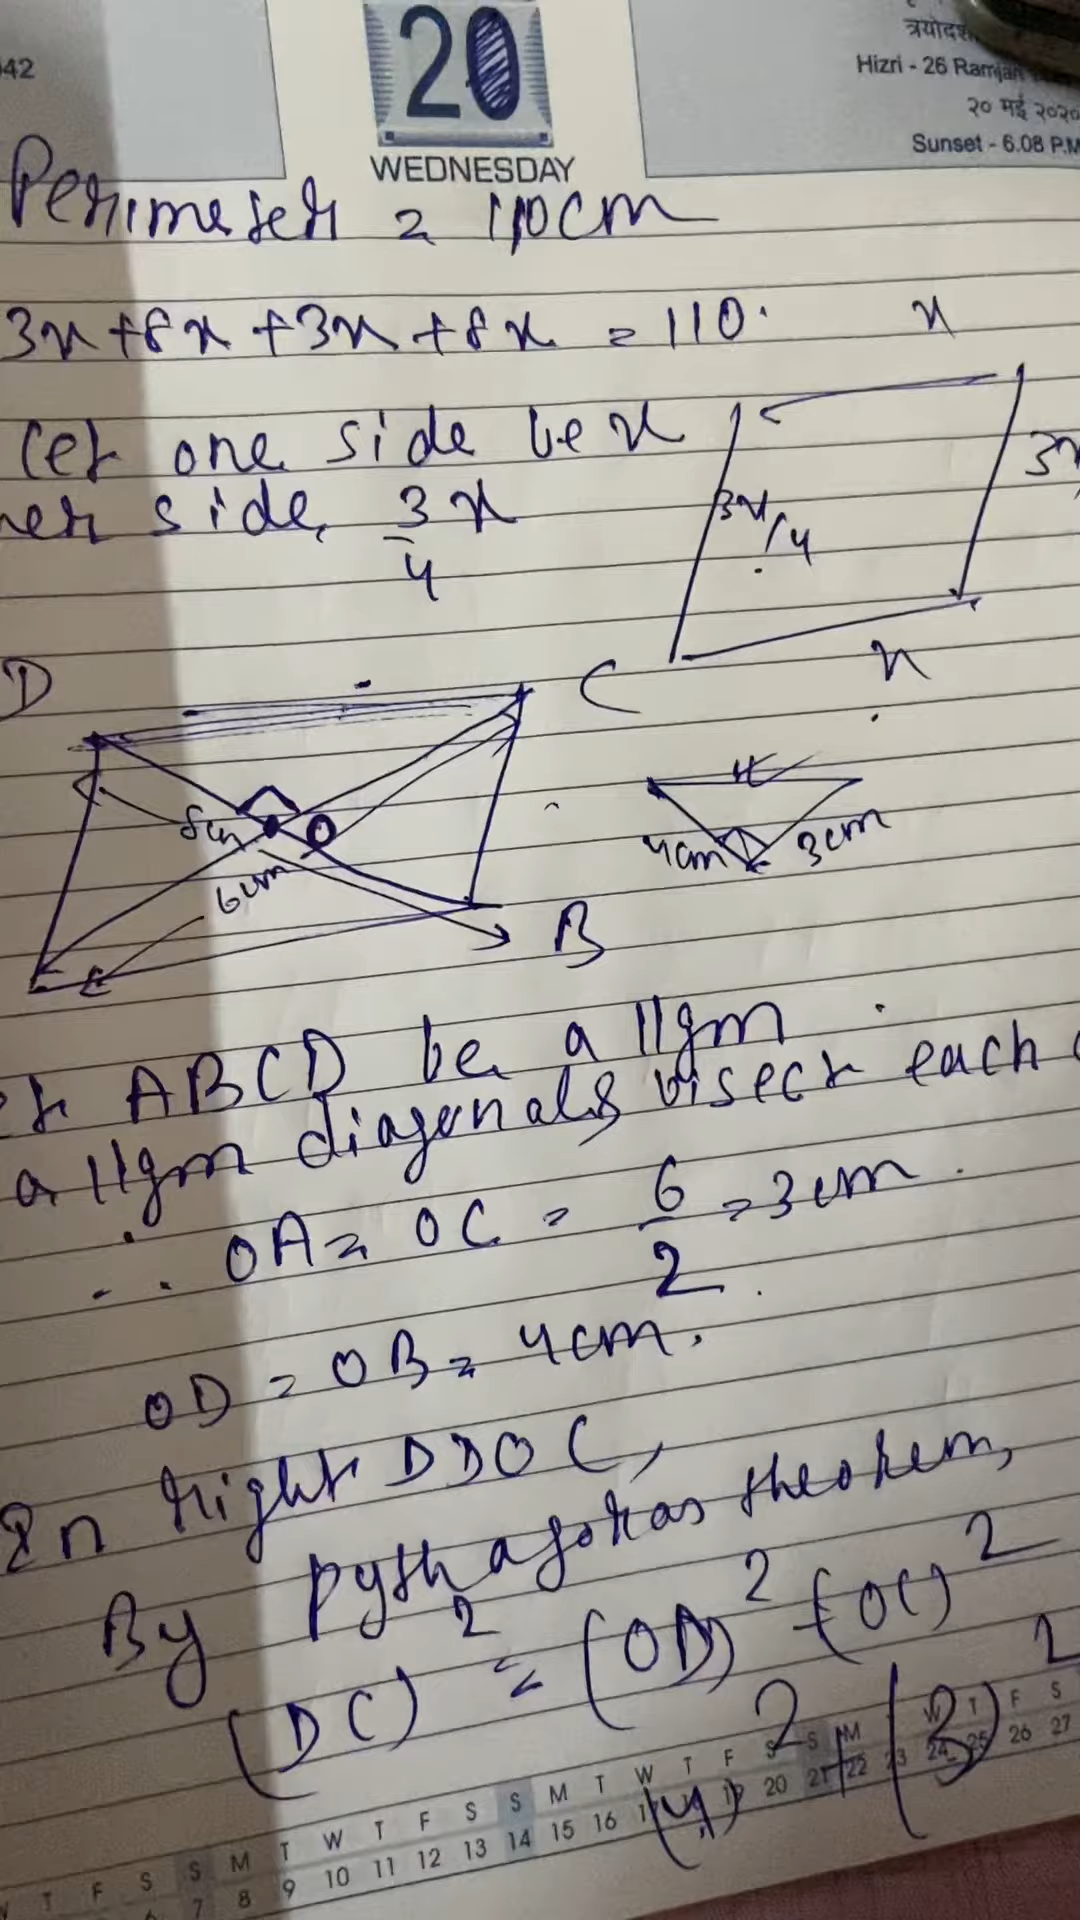 42
20
WEDNESDAY
Hizri - 26 Ramjan
२० मई २०२०
Sunset - 6.08 P.M
Perimeter = 110cm
3x+8x+3x+8x = 110.
x
Let one side be x
side, 3/4 x
3x/4
3x
x
D
C
8cm
O
6cm
B
4cm
3cm
ABCD be a llgm
a llgm diagonals bisect each
∴ OA = OC = 6/2 = 3cm.
OD = OB = 4cm.
In right ΔDOC,
By pythagoras theorem,
(DC)² = (OD)² + (OC)²
(4)² + (3)²
T F S S M T W T F S S M T W T F S S M 23 W T F S
7 8 9 10 11 12 13 14 15 16 19 20 21 22 24 25 26 27